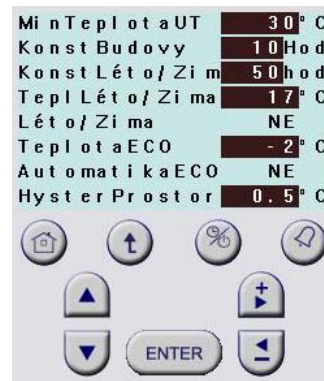 MinTeplotaUT 30°C
KonstBudovy 10Hod
KonstLéto/Zim 50hod
TeplLéto/Zima 17°C
Léto/Zima NE
TeplotaECO -2°C
AutomatikaECO NE
HysterProstor 0.5°C
ENTER